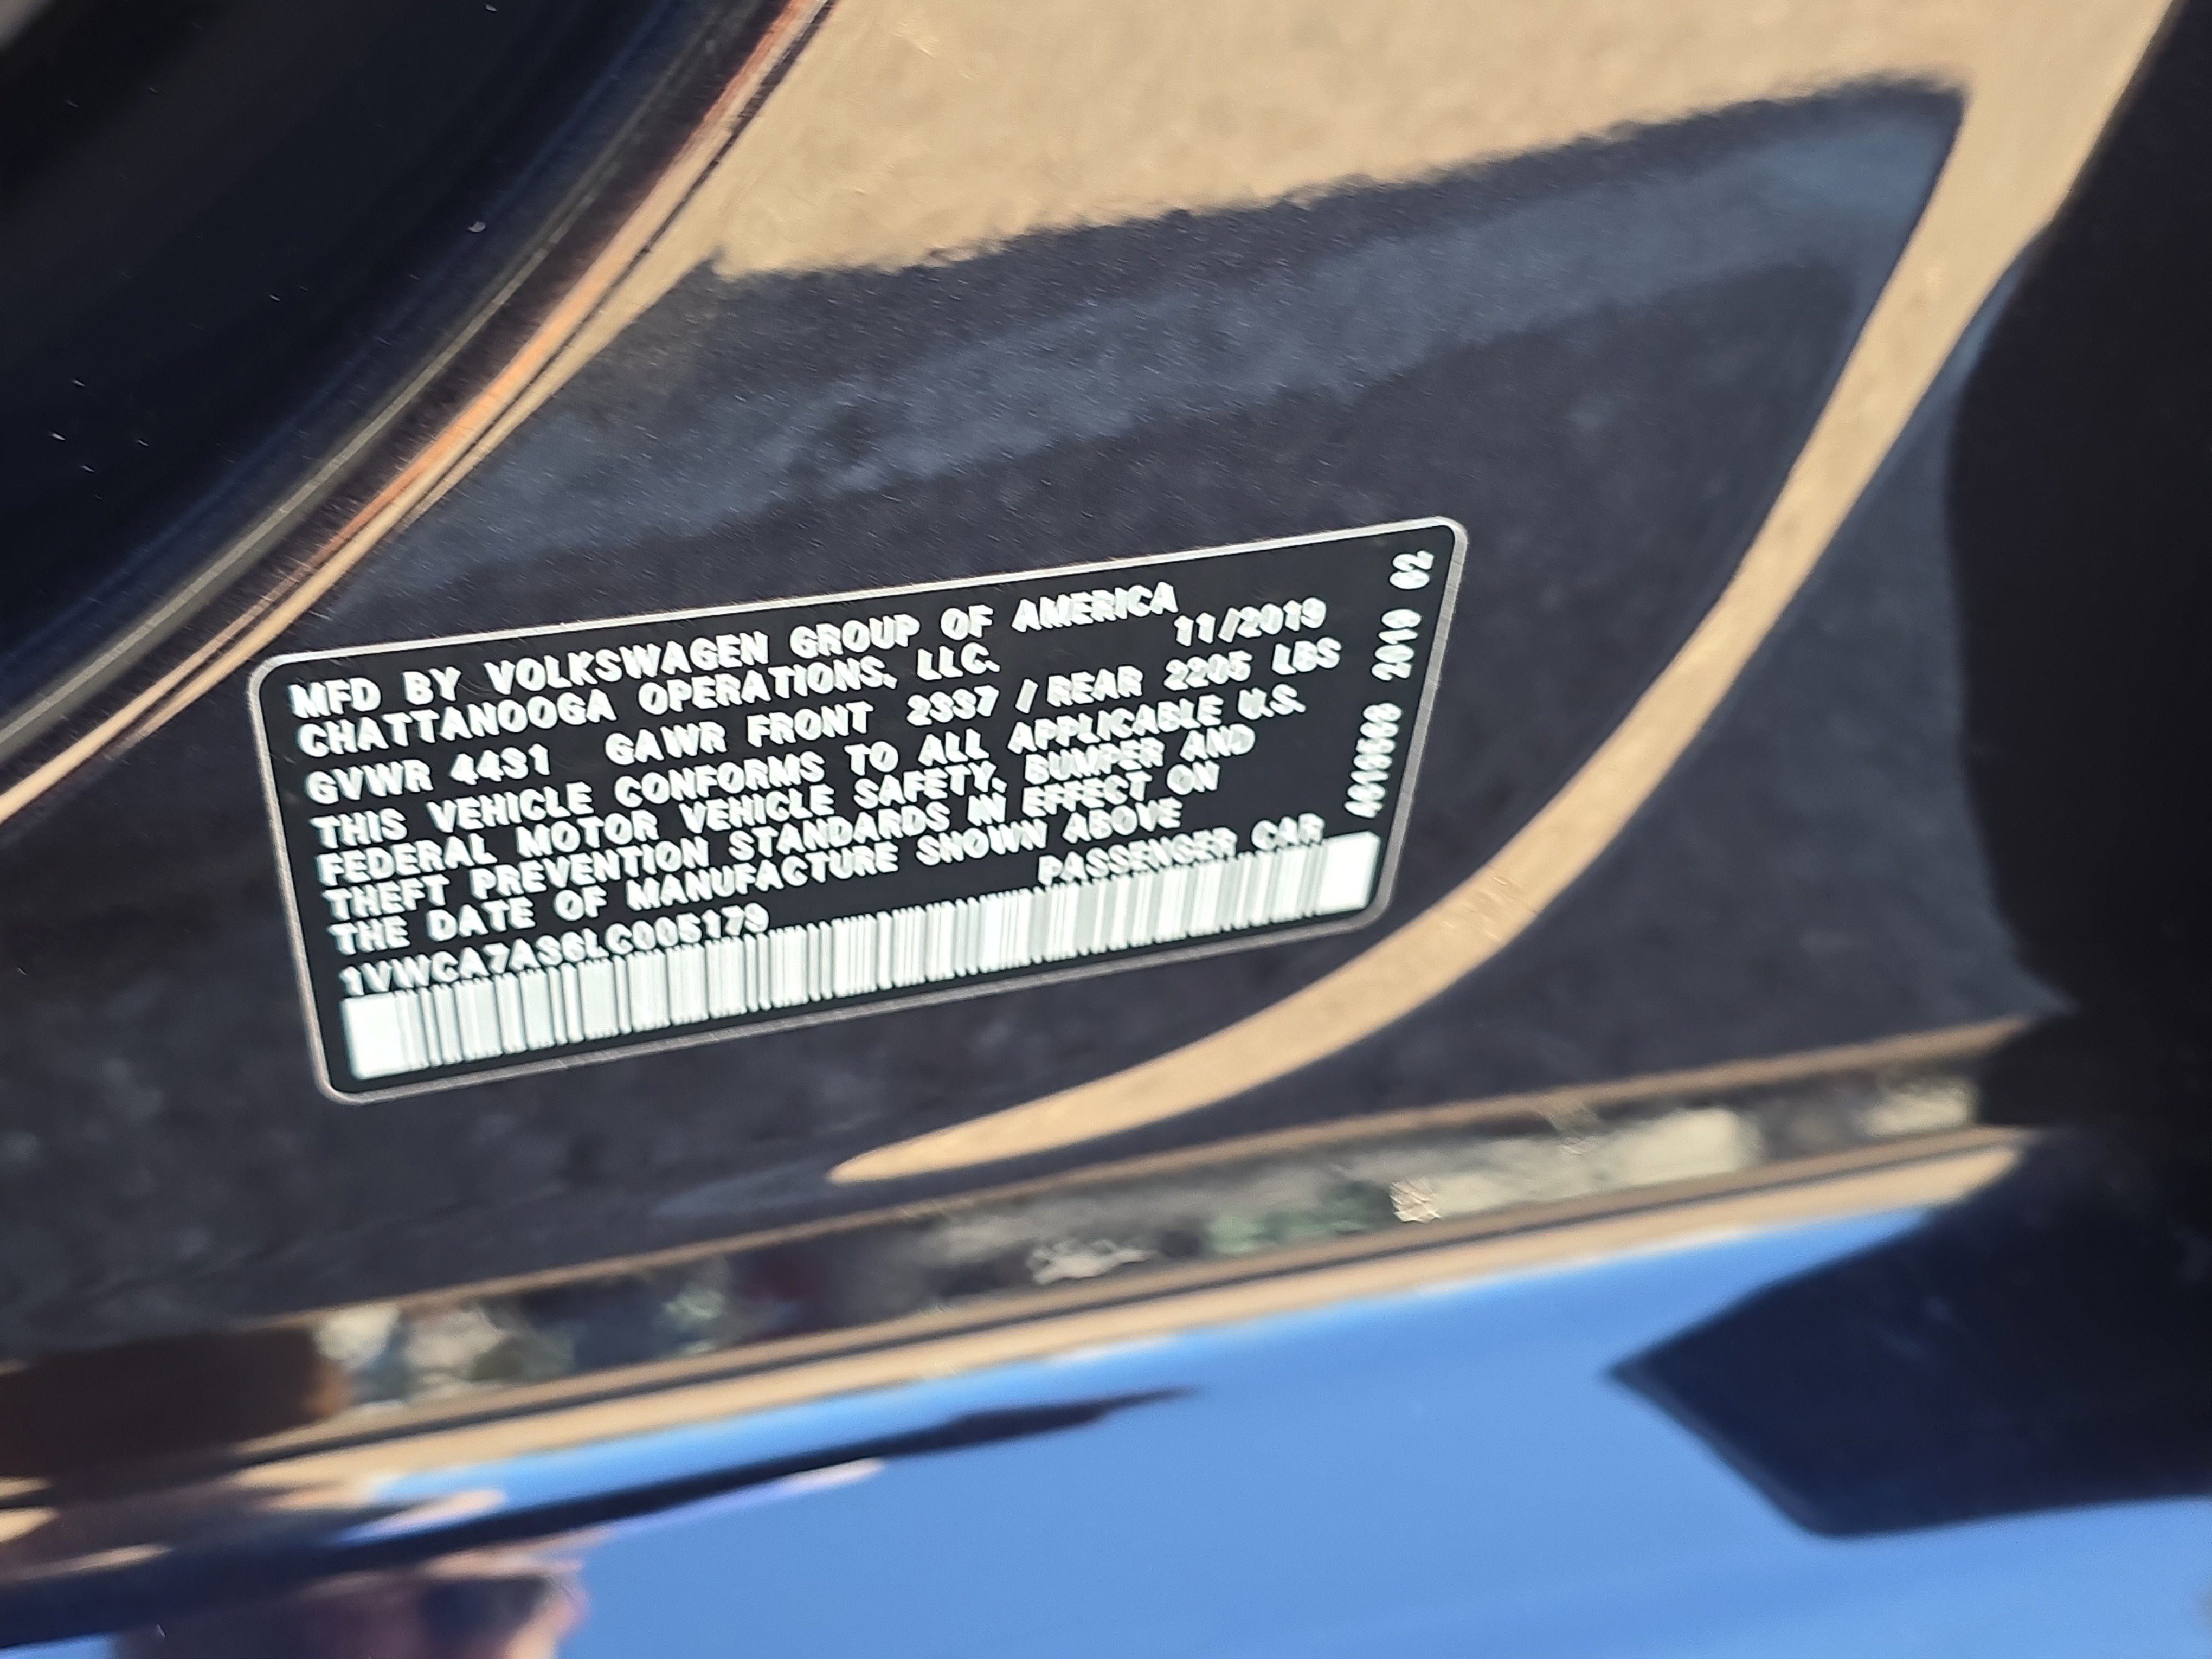 MFD BY VOLKSWAGEN GROUP OF AMERICA
CHATTANOOGA OPERATIONS, LLC.
11/2019
GVWR 4431 GAWR FRONT 2337 / REAR 2205 LBS
THIS VEHICLE CONFORMS TO ALL APPLICABLE U.S.
FEDERAL MOTOR VEHICLE SAFETY, BUMPER AND
THEFT PREVENTION STANDARDS IN EFFECT ON
THE DATE OF MANUFACTURE SHOWN ABOVE
1VWCA7A36LC005179
PASSENGER CAR
2019 02